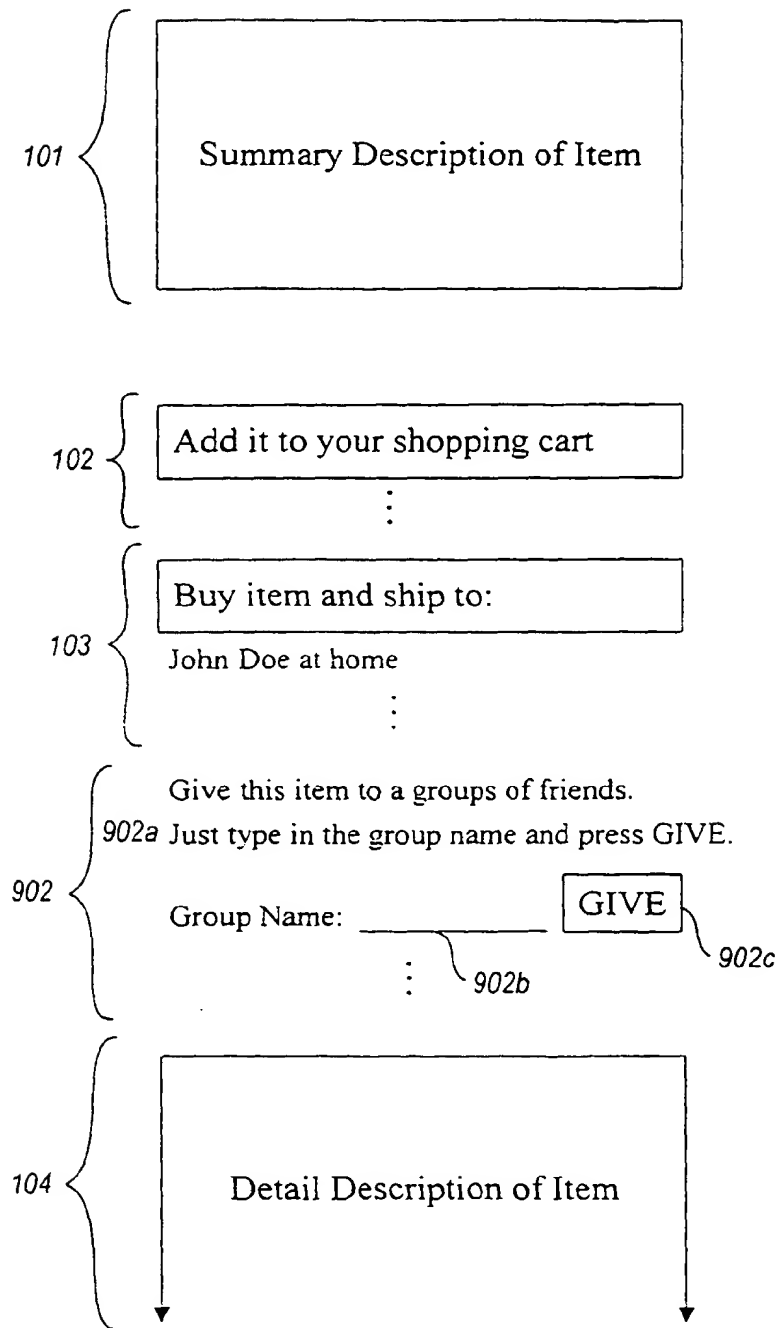 101
Summary Description of Item
102
Add it to your shopping cart
103
Buy item and ship to:
John Doe at home
902
Give this item to a groups of friends.
902a Just type in the group name and press GIVE.
Group Name: GIVE
902b
902c
104
Detail Description of Item